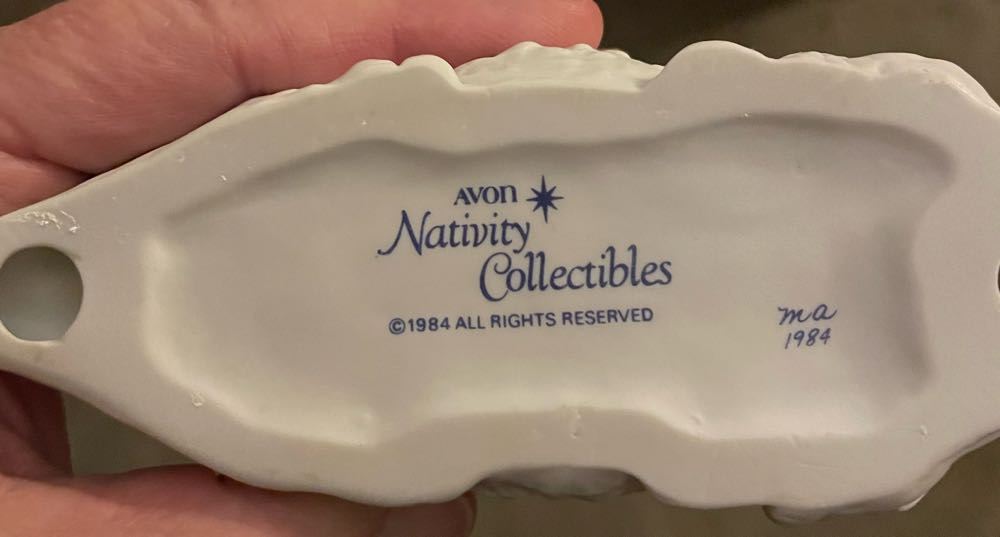 AVON
Nativity
Collectibles
©1984 ALL RIGHTS RESERVED
ma
1984